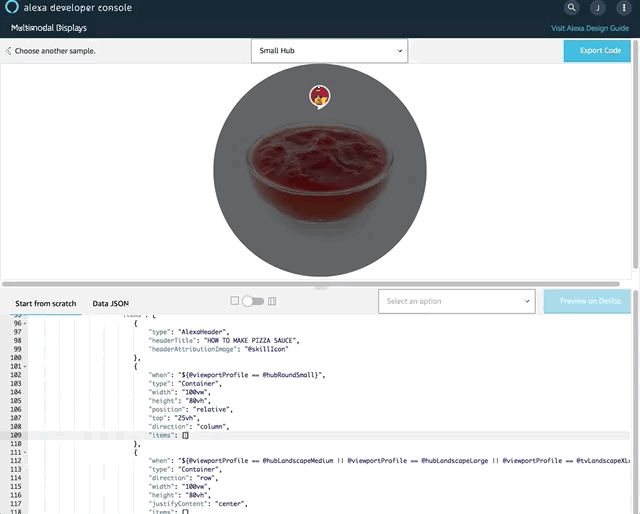 alexa developer console
J
Multimodal Displays
Visit Alexa Design Guide
Choose another sample.
Small Hub
Export Code
Start from scratch
Data JSON
Select an option
Preview on Device
96 {
97 "type": "AlexaHeader",
98 "headerTitle": "HOW TO MAKE PIZZA SAUCE",
99 "headerAttributionImage": "@skillIcon"
100 },
101 {
102 "when": "${@viewportProfile == @hubRoundSmall}",
103 "type": "Container",
104 "width": "100vw",
105 "height": "80vh",
106 "position": "relative",
107 "top": "25vh",
108 "direction": "column",
109 "items": []
110 },
111 {
112 "when": "${@viewportProfile == @hubLandscapeMedium || @viewportProfile == @hubLandscapeLarge || @viewportProfile == @tvLandscapeXL
113 "type": "Container",
114 "direction": "row",
115 "width": "100vw",
116 "height": "80vh",
117 "justifyContent": "center",
118 "items": []